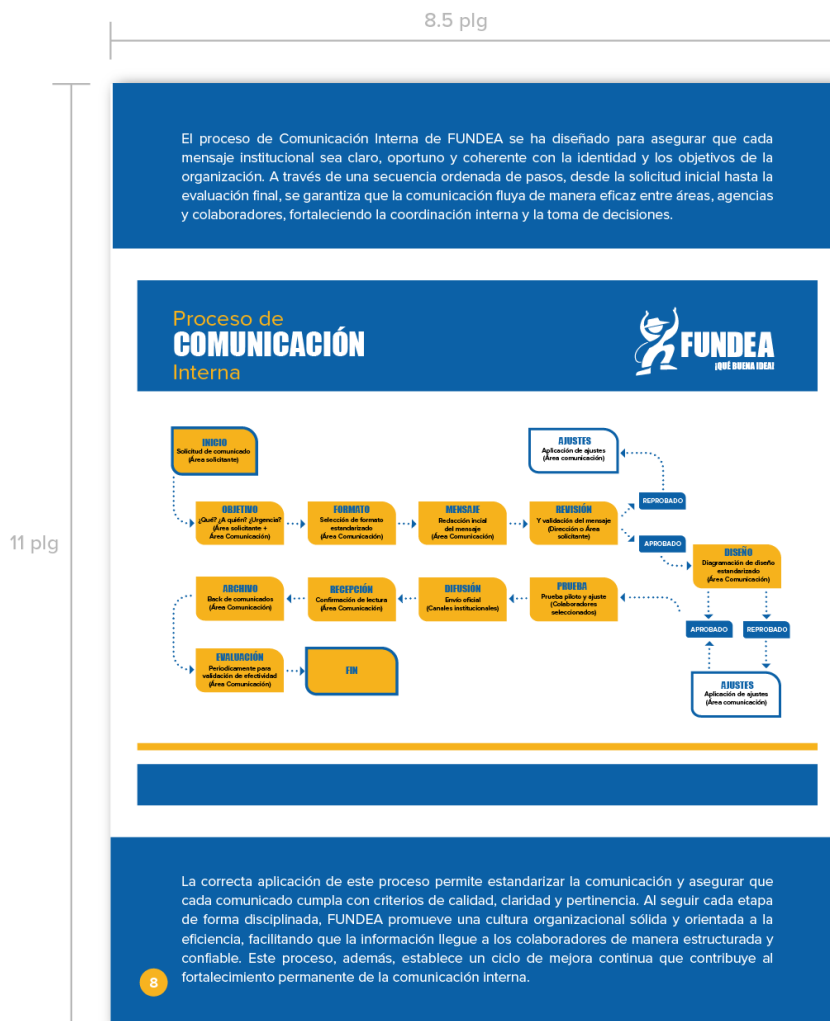 8.5 plg
11 plg
El proceso de Comunicación Interna de FUNDEA se ha diseñado para asegurar que cada
mensaje institucional sea claro, oportuno y coherente con la identidad y los objetivos de la
organización. A través de una secuencia ordenada de pasos, desde la solicitud inicial hasta la
evaluación final, se garantiza que la comunicación fluya de manera eficaz entre áreas, agencias
y colaboradores, fortaleciendo la coordinación interna y la toma de decisiones.
Proceso de
COMUNICACIÓN
Interna
FUNDEA
¡QUÉ BUENA IDEA!
INICIO
Solicitud de comunicado
(Área solicitante)
AJUSTES
Aplicación de ajustes
(Área comunicación)
REPROBADO
OBJETIVO
¿Qué? ¿A quién? ¿Urgencia?
(Área solicitante +
Área Comunicación)
FORMATO
Selección de formato
estandarizado
(Área Comunicación)
MENSAJE
Redacción incial
del mensaje
(Área Comunicación)
REVISIÓN
Y validación del mensaje
(Dirección o Área
solicitante)
APROBADO
DISEÑO
Diagramación de diseño
estandarizado
(Área Comunicación)
ARCHIVO
Back de comunicados
(Área Comunicación)
RECEPCIÓN
Confirmación de lectura
(Área Comunicación)
DIFUSIÓN
Envío oficial
(Canales institucionales)
PRUEBA
Prueba piloto y ajuste
(Colaboradores
seleccionados)
APROBADO
REPROBADO
EVALUACIÓN
Periodicamente para
validación de efectividad
(Área Comunicación)
FIN
AJUSTES
Aplicación de ajustes
(Área comunicación)
La correcta aplicación de este proceso permite estandarizar la comunicación y asegurar que
cada comunicado cumpla con criterios de calidad, claridad y pertinencia. Al seguir cada etapa
de forma disciplinada, FUNDEA promueve una cultura organizacional sólida y orientada a la
eficiencia, facilitando que la información llegue a los colaboradores de manera estructurada y
confiable. Este proceso, además, establece un ciclo de mejora continua que contribuye al
fortalecimiento permanente de la comunicación interna.
8